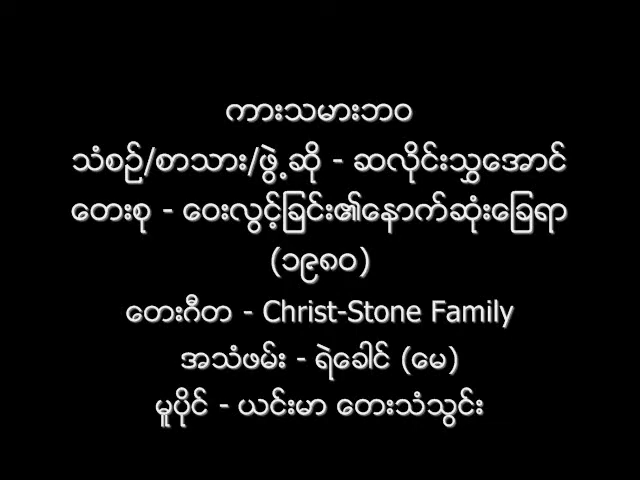 ကားသမားဘဝ
သံစဉ်/စာသား/ဖွဲ့ဆို - ဆလိုင်းသျှအောင်
တေးစု - ဝေးလွင့်ခြင်း၏နောက်ဆုံးခြေရာ
(၁၉၈၀)
တေးဂီတ - Christ-Stone Family
အသံဖမ်း - ရဲခေါင် (မေ)
မူပိုင် - ယင်းမာ တေးသံသွင်း